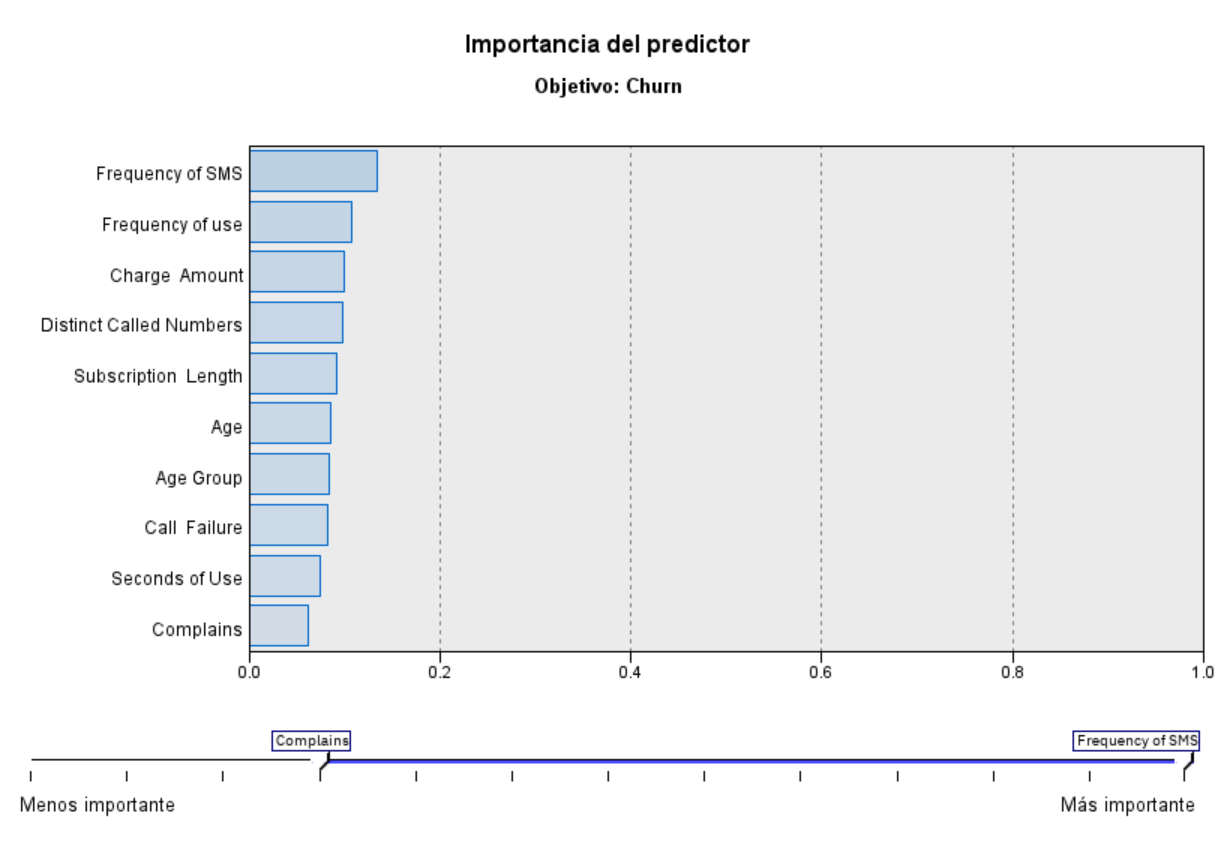 Importancia del predictor
Objetivo: Churn
Frequency of SMS
Frequency of use
Charge  Amount
Distinct Called Numbers
Subscription  Length
Age
Age Group
Call  Failure
Seconds of Use
Complains
0.0 0.2 0.4 0.6 0.8 1.0
Complains Frequency of SMS
Menos importante Más importante